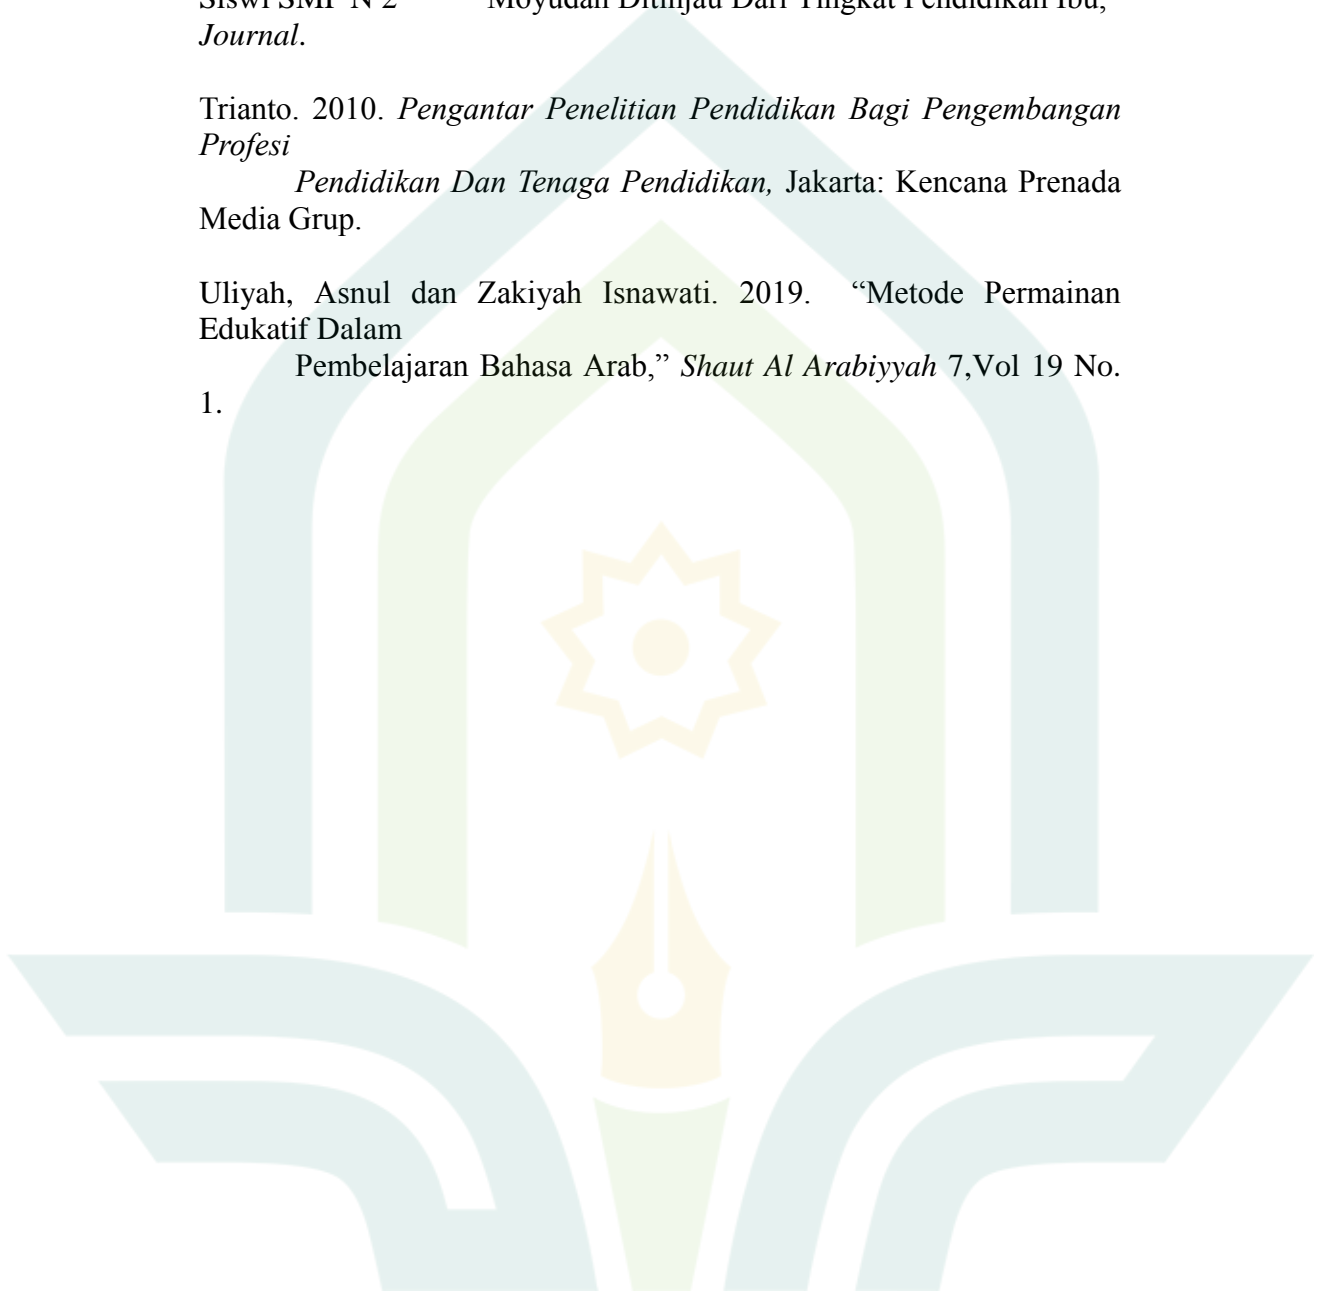 Siswi SMP N 2 Moyudan Ditinjau Dari Tingkat Pendidikan Ibu,
Journal.
Trianto. 2010. Pengantar Penelitian Pendidikan Bagi Pengembangan
Profesi
Pendidikan Dan Tenaga Pendidikan, Jakarta: Kencana Prenada
Media Grup.
Uliyah, Asnul dan Zakiyah Isnawati. 2019. “Metode Permainan
Edukatif Dalam
Pembelajaran Bahasa Arab,” Shaut Al Arabiyyah 7,Vol 19 No.
1.